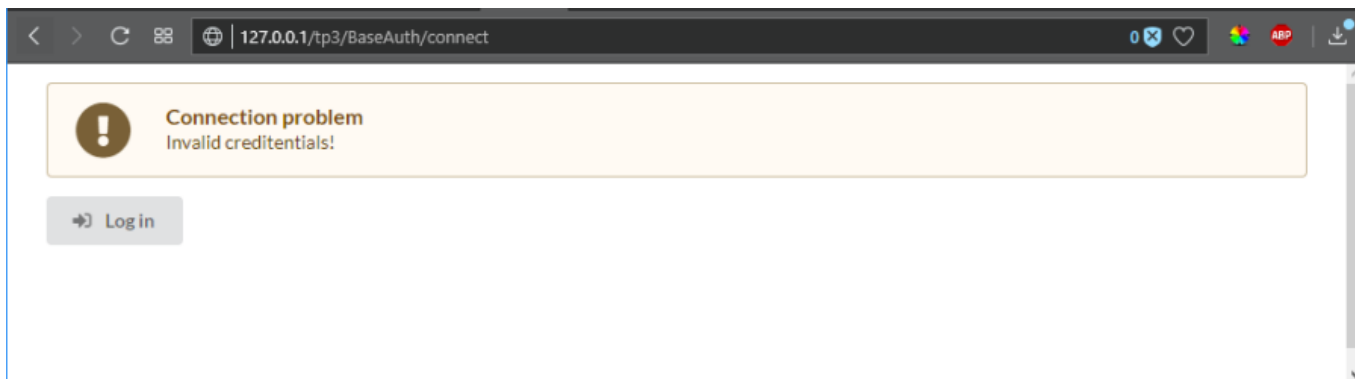 127.0.0.1/tp3/BaseAuth/connect
0
ABP
Connection problem
Invalid creditentials!
Log in